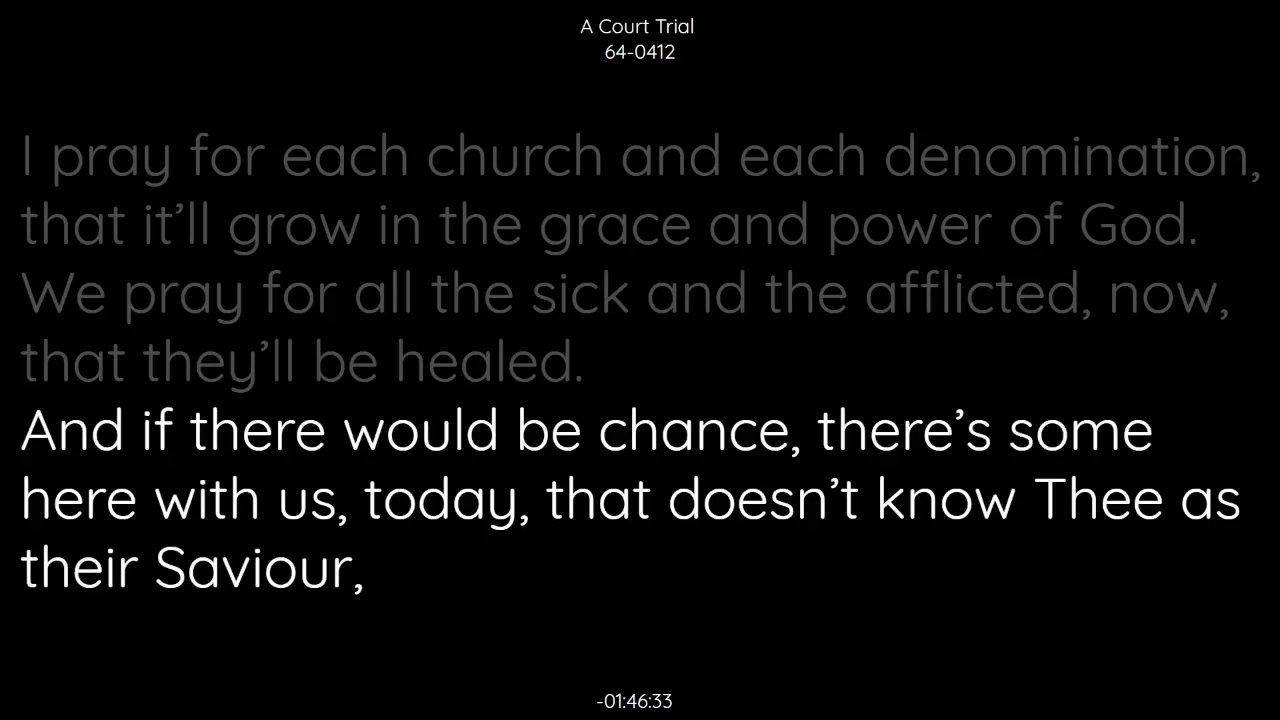 A Court Trial
64-0412
I pray for each church and each denomination,
that it’ll grow in the grace and power of God.
We pray for all the sick and the afflicted, now,
that they’ll be healed.
And if there would be chance, there’s some
here with us, today, that doesn’t know Thee as
their Saviour,
-01:46:33